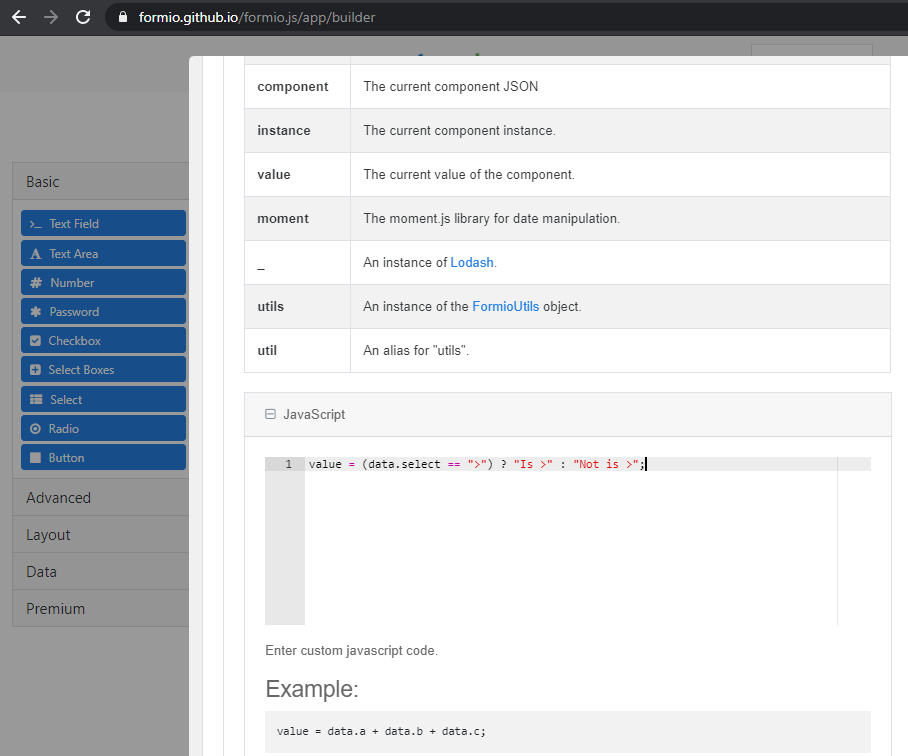 formio.github.io/formio.js/app/builder
Basic
Text Field
Text Area
Number
Password
Checkbox
Select Boxes
Select
Radio
Button
Advanced
Layout
Data
Premium
component The current component JSON
instance The current component instance.
value The current value of the component.
moment The moment.js library for date manipulation.
_ An instance of Lodash.
utils An instance of the FormioUtils object.
util An alias for "utils".
JavaScript
1 value = (data.select == ">") ? "Is >" : "Not is >";
Enter custom javascript code.
Example:
value = data.a + data.b + data.c;